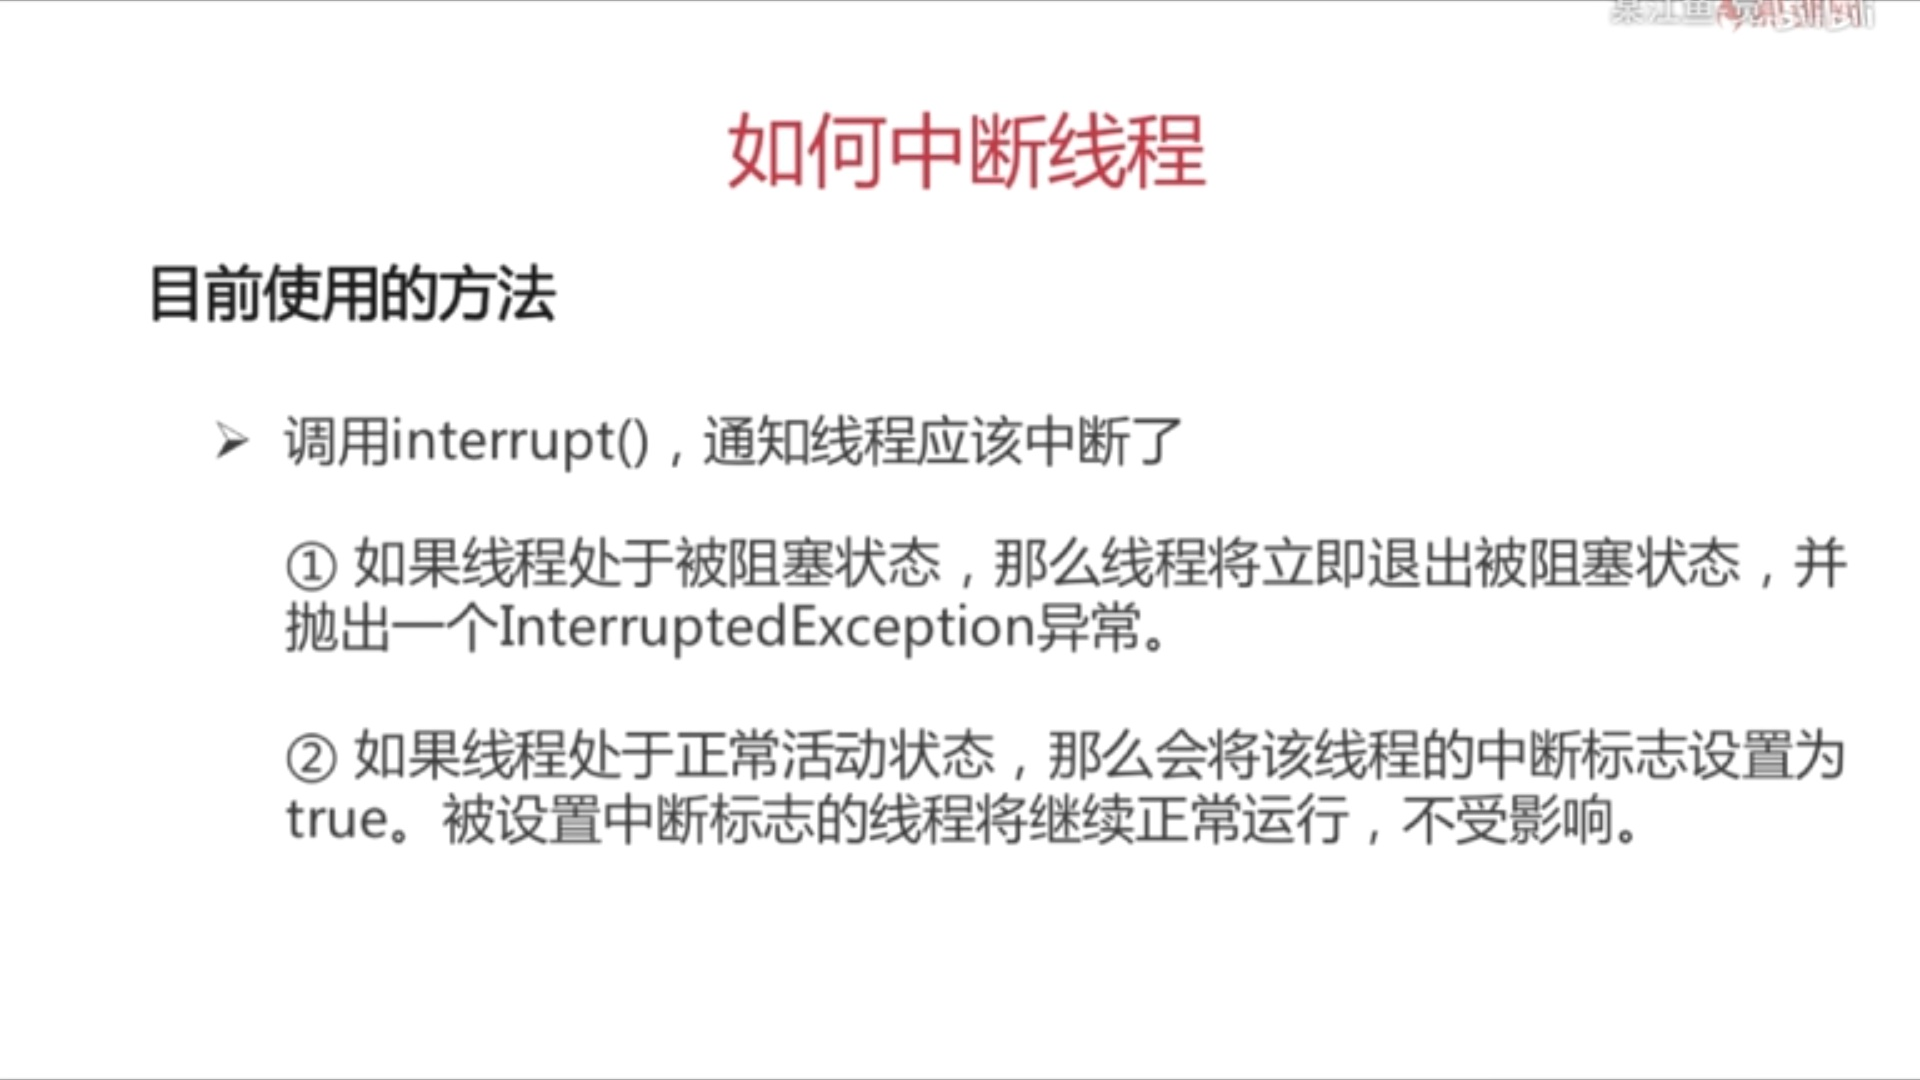 如何中断线程
目前使用的方法
➢ 调用interrupt()，通知线程应该中断了
① 如果线程处于被阻塞状态，那么线程将立即退出被阻塞状态，并
抛出一个InterruptedException异常。
② 如果线程处于正常活动状态，那么会将该线程的中断标志设置为
true。被设置中断标志的线程将继续正常运行，不受影响。